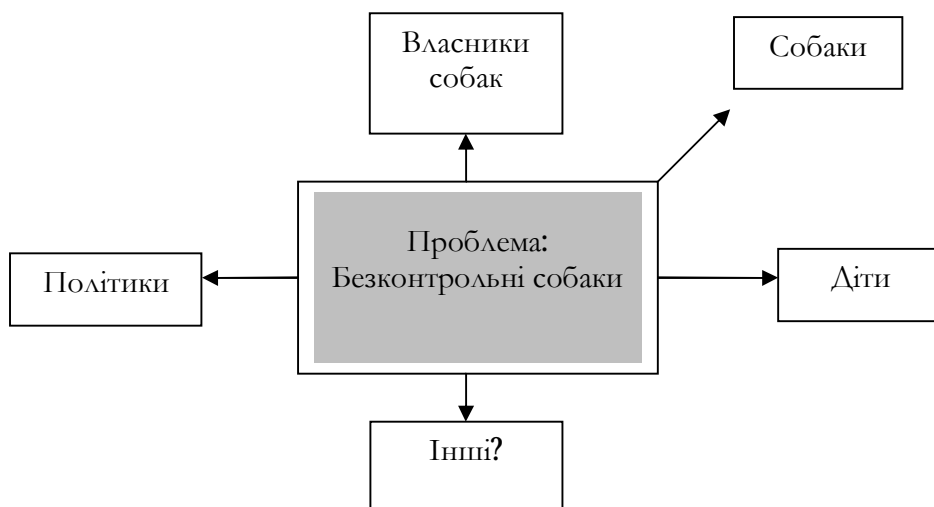 Власники
собак
Собаки
Проблема:
Безконтрольні собаки
Політики
Діти
Інші?